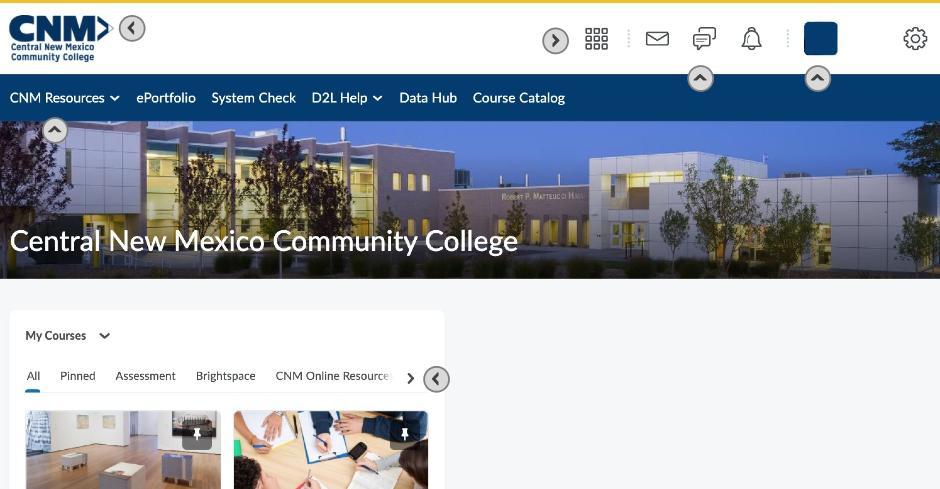 CNM
Central New Mexico
Community College
CNM Resources ePortfolio System Check D2L Help Data Hub Course Catalog
ROBERT P. MATTEUCCI HALL
Central New Mexico Community College
My Courses
All Pinned Assessment Brightspace CNM Online Resource